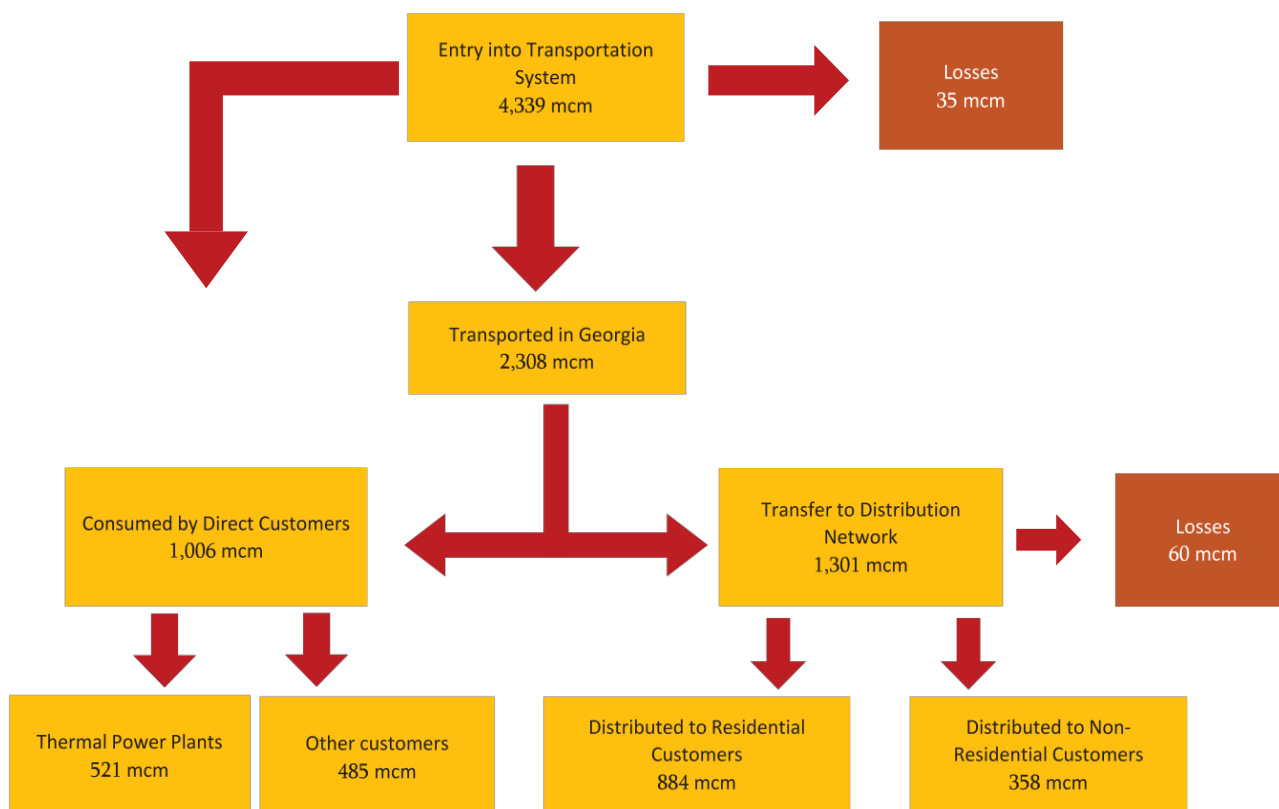 Entry into Transportation
System
4,339 mcm
Losses
35 mcm
Transported in Georgia
2,308 mcm
Consumed by Direct Customers
1,006 mcm
Transfer to Distribution
Network
1,301 mcm
Losses
60 mcm
Thermal Power Plants
521 mcm
Other customers
485 mcm
Distributed to Residential
Customers
884 mcm
Distributed to Non-
Residential Customers
358 mcm